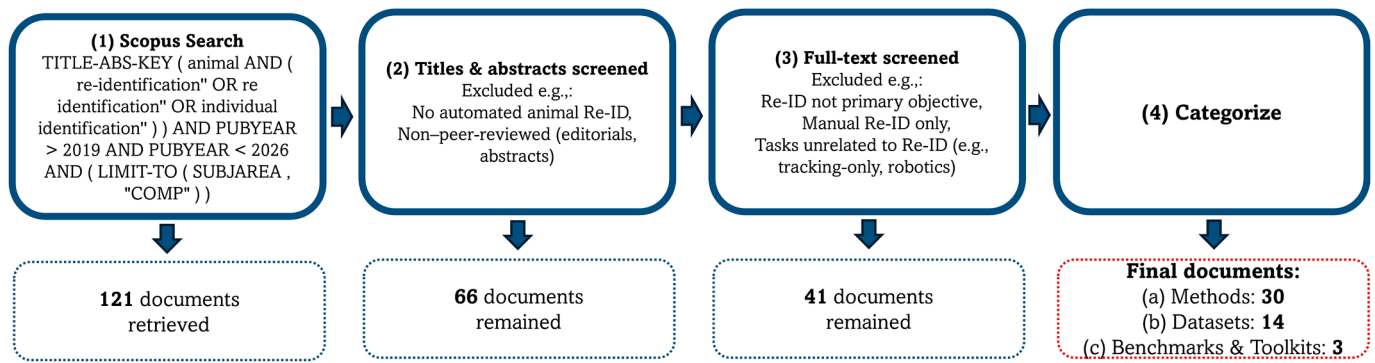 (1) Scopus Search
TITLE-ABS-KEY ( animal AND (
re-identification" OR re
identification" OR individual
identification" ) ) AND PUBYEAR
> 2019 AND PUBYEAR < 2026
AND ( LIMIT-TO ( SUBJAREA ,
"COMP" ) )
121 documents
retrieved
(2) Titles & abstracts screened
Excluded e.g.,:
No automated animal Re-ID,
Non–peer-reviewed (editorials,
abstracts)
66 documents
remained
(3) Full-text screened
Excluded e.g.,:
Re-ID not primary objective,
Manual Re-ID only,
Tasks unrelated to Re-ID (e.g.,
tracking-only, robotics)
41 documents
remained
(4) Categorize
Final documents:
(a) Methods: 30
(b) Datasets: 14
(c) Benchmarks & Toolkits: 3